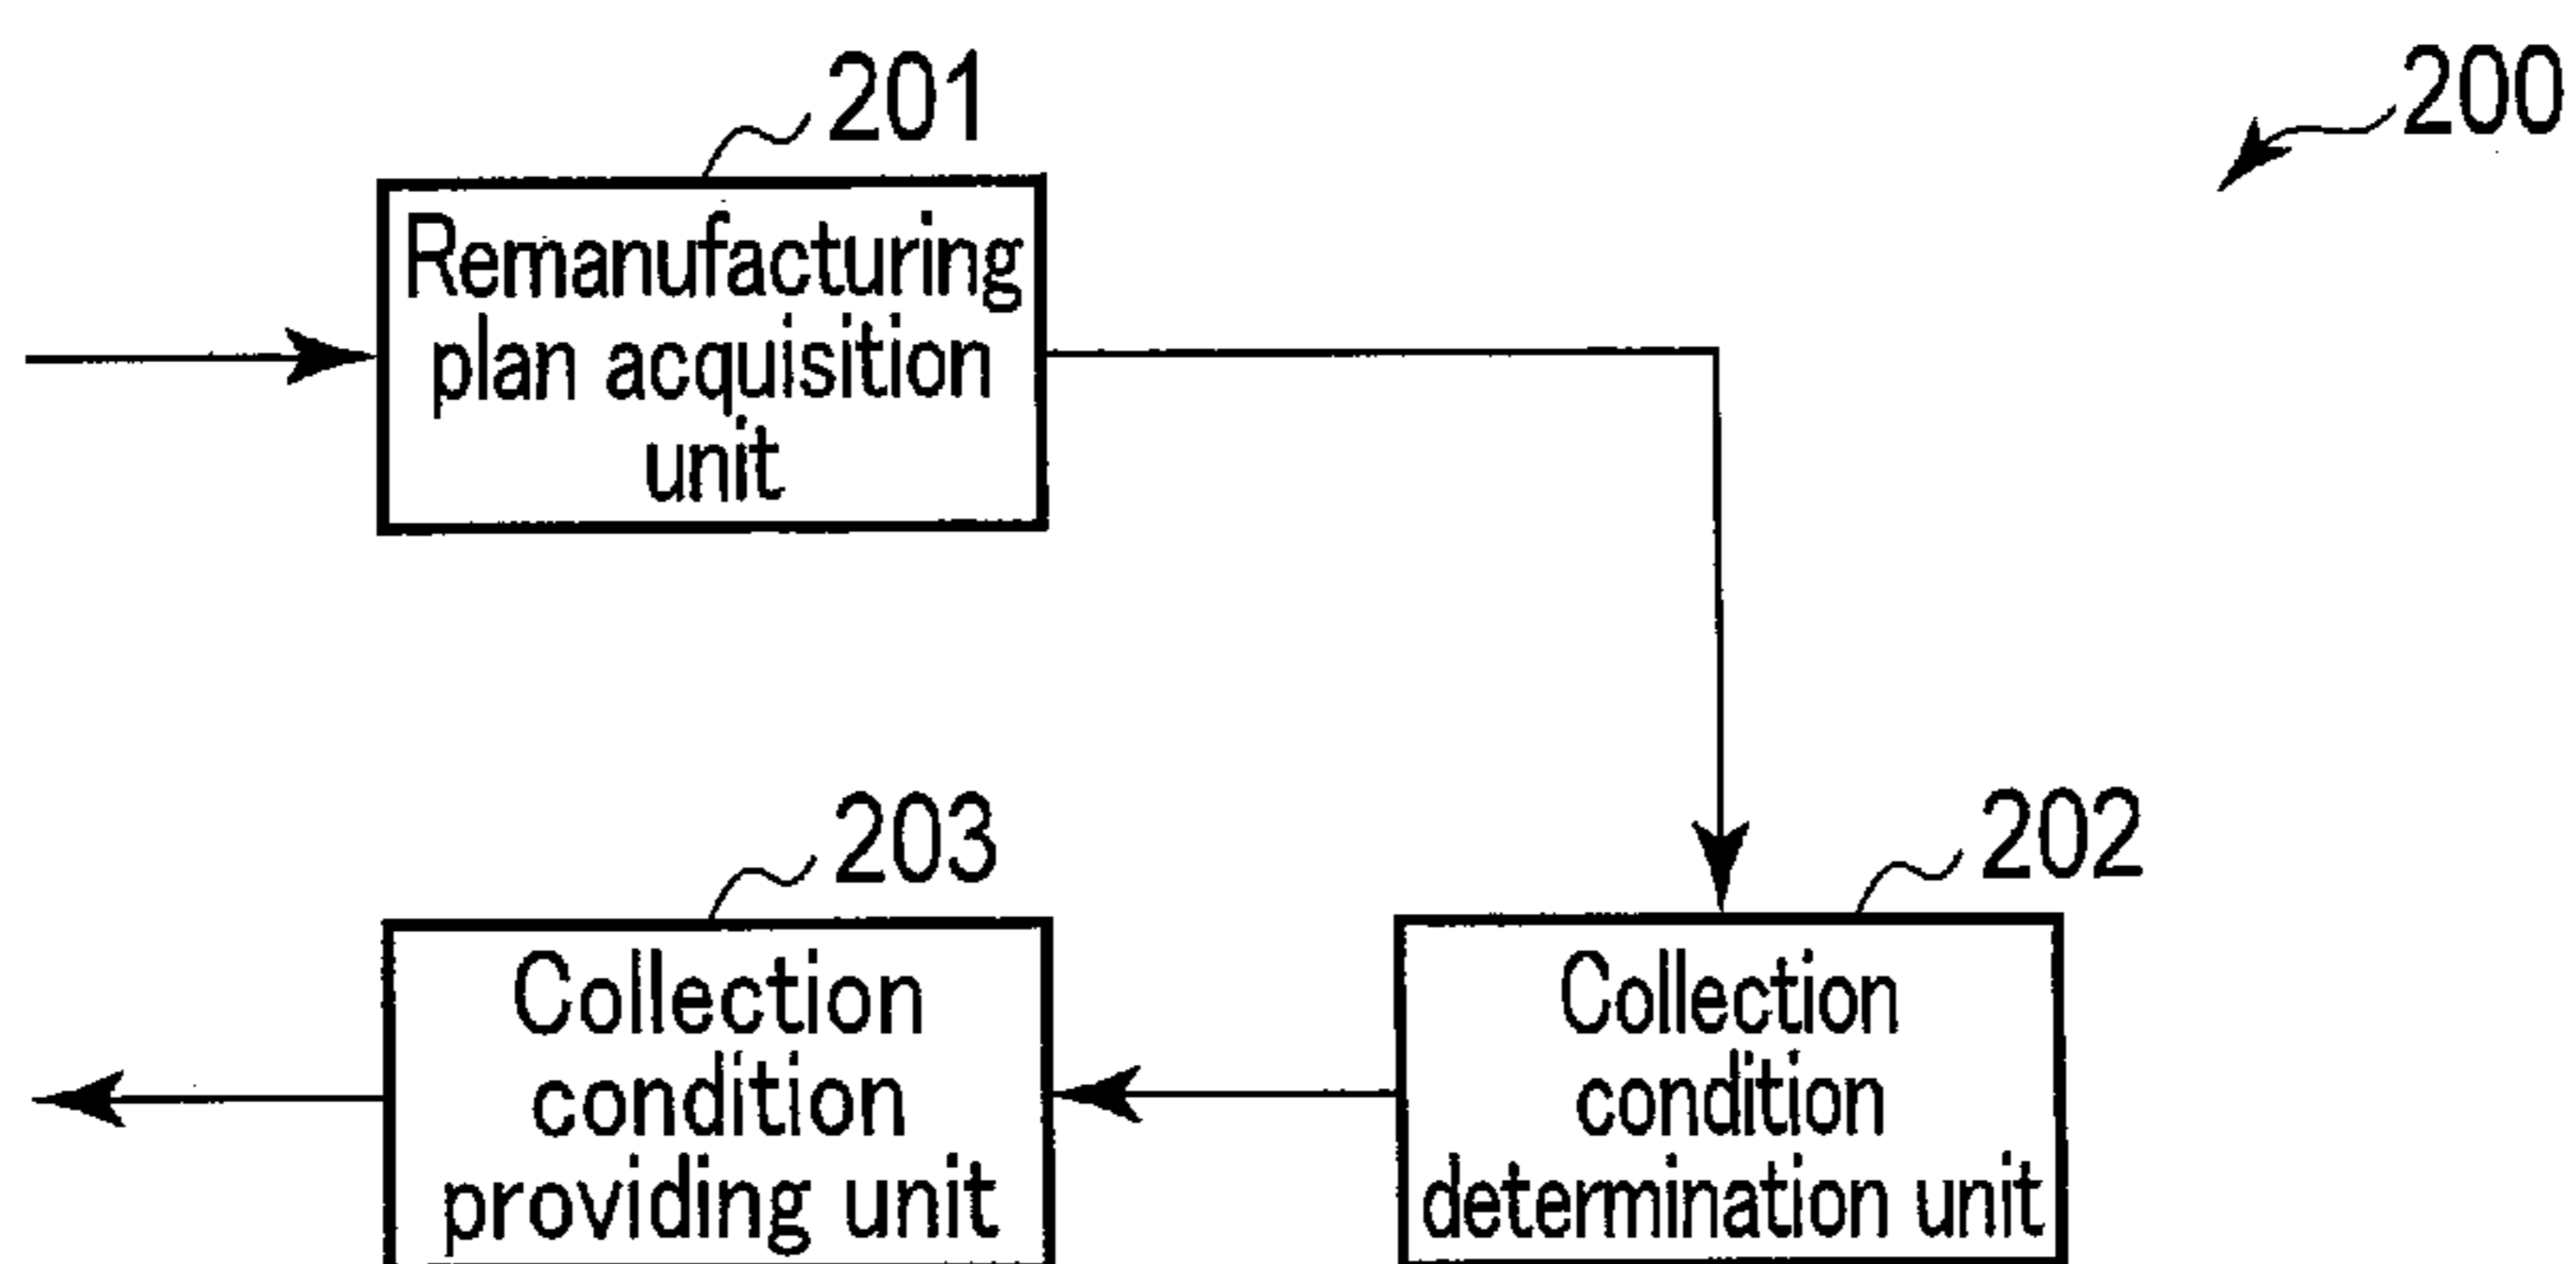 200
201
Remanufacturing
plan acquisition
unit
203
Collection
condition
providing unit
202
Collection
condition
determination unit